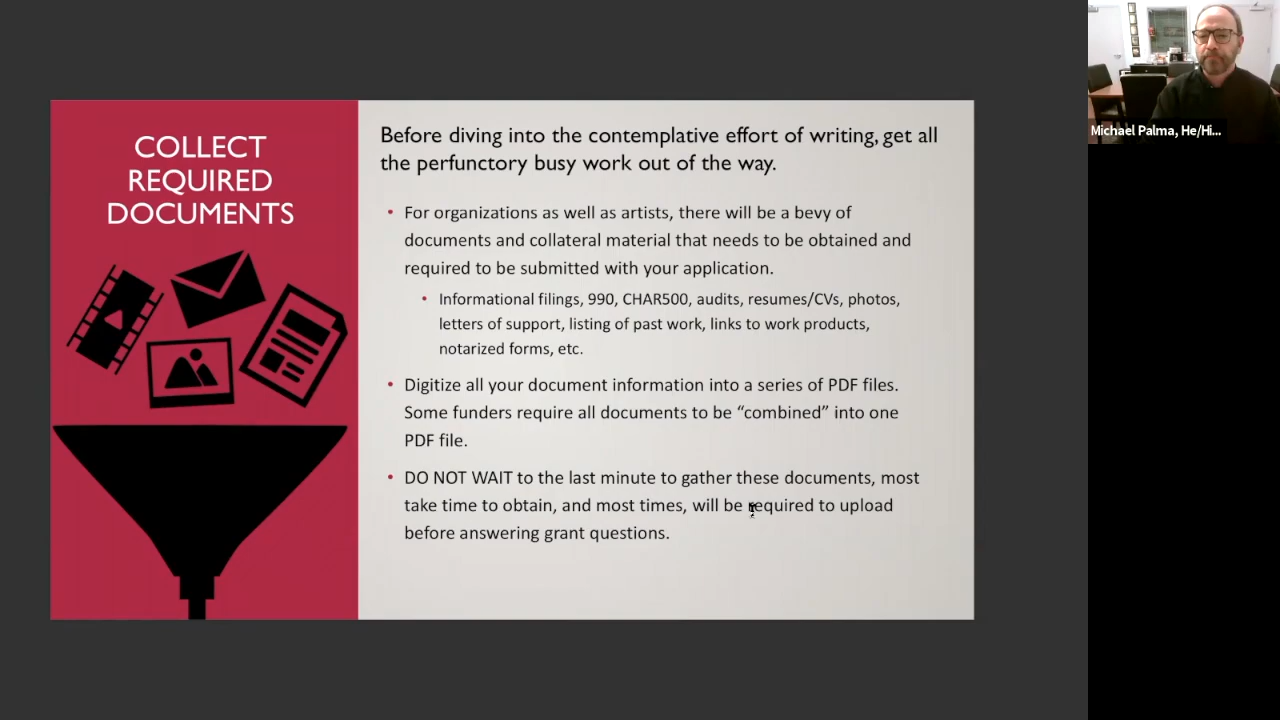 COLLECT
REQUIRED
DOCUMENTS
Before diving into the contemplative effort of writing, get all
the perfunctory busy work out of the way.
• For organizations as well as artists, there will be a bevy of
documents and collateral material that needs to be obtained and
required to be submitted with your application.
• Informational filings, 990, CHAR500, audits, resumes/CVs, photos,
letters of support, listing of past work, links to work products,
notarized forms, etc.
• Digitize all your document information into a series of PDF files.
Some funders require all documents to be “combined” into one
PDF file.
• DO NOT WAIT to the last minute to gather these documents, most
take time to obtain, and most times, will be required to upload
before answering grant questions.
Michael Palma, He/Hi...